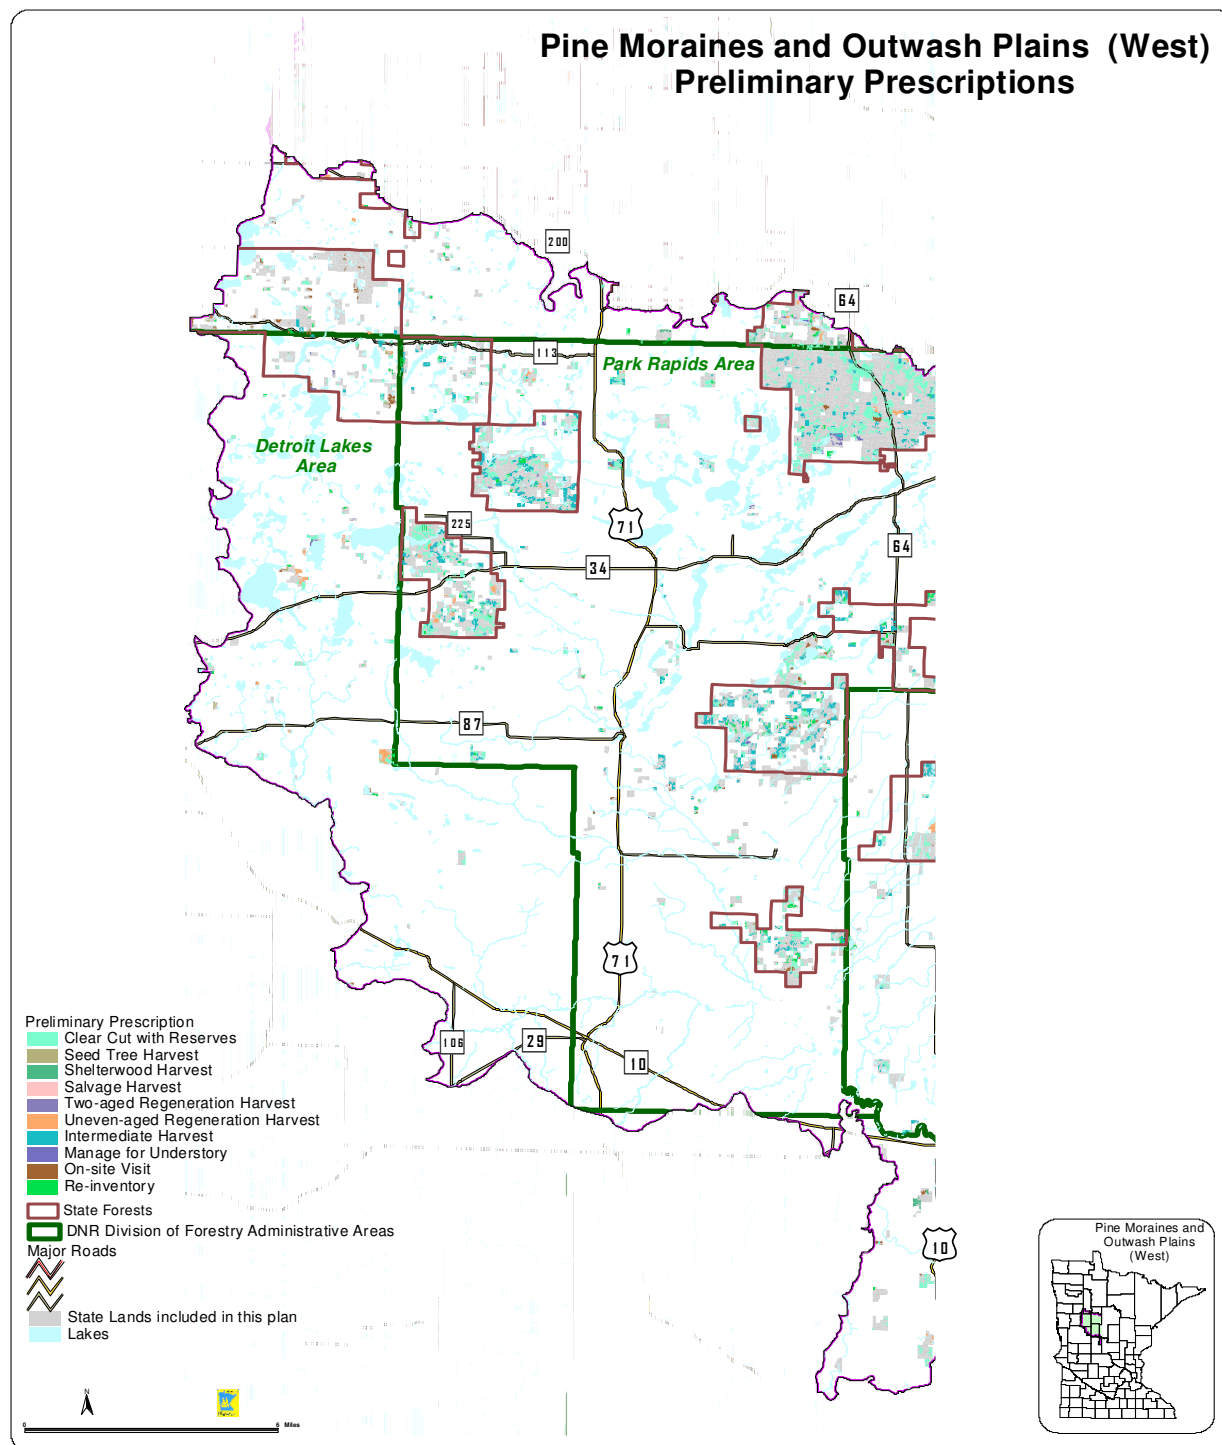 Pine Moraines and Outwash Plains (West)
Preliminary Prescriptions
200
64
113
Park Rapids Area
Detroit Lakes
Area
225
71
34
64
87
71
106
29
10
10
Preliminary Prescription
Clear Cut with Reserves
Seed Tree Harvest
Shelterwood Harvest
Salvage Harvest
Two-aged Regeneration Harvest
Uneven-aged Regeneration Harvest
Intermediate Harvest
Manage for Understory
On-site Visit
Re-inventory
State Forests
DNR Division of Forestry Administrative Areas
Major Roads
State Lands included in this plan
Lakes
N
0 6 Miles
Pine Moraines and
Outwash Plains
(West)